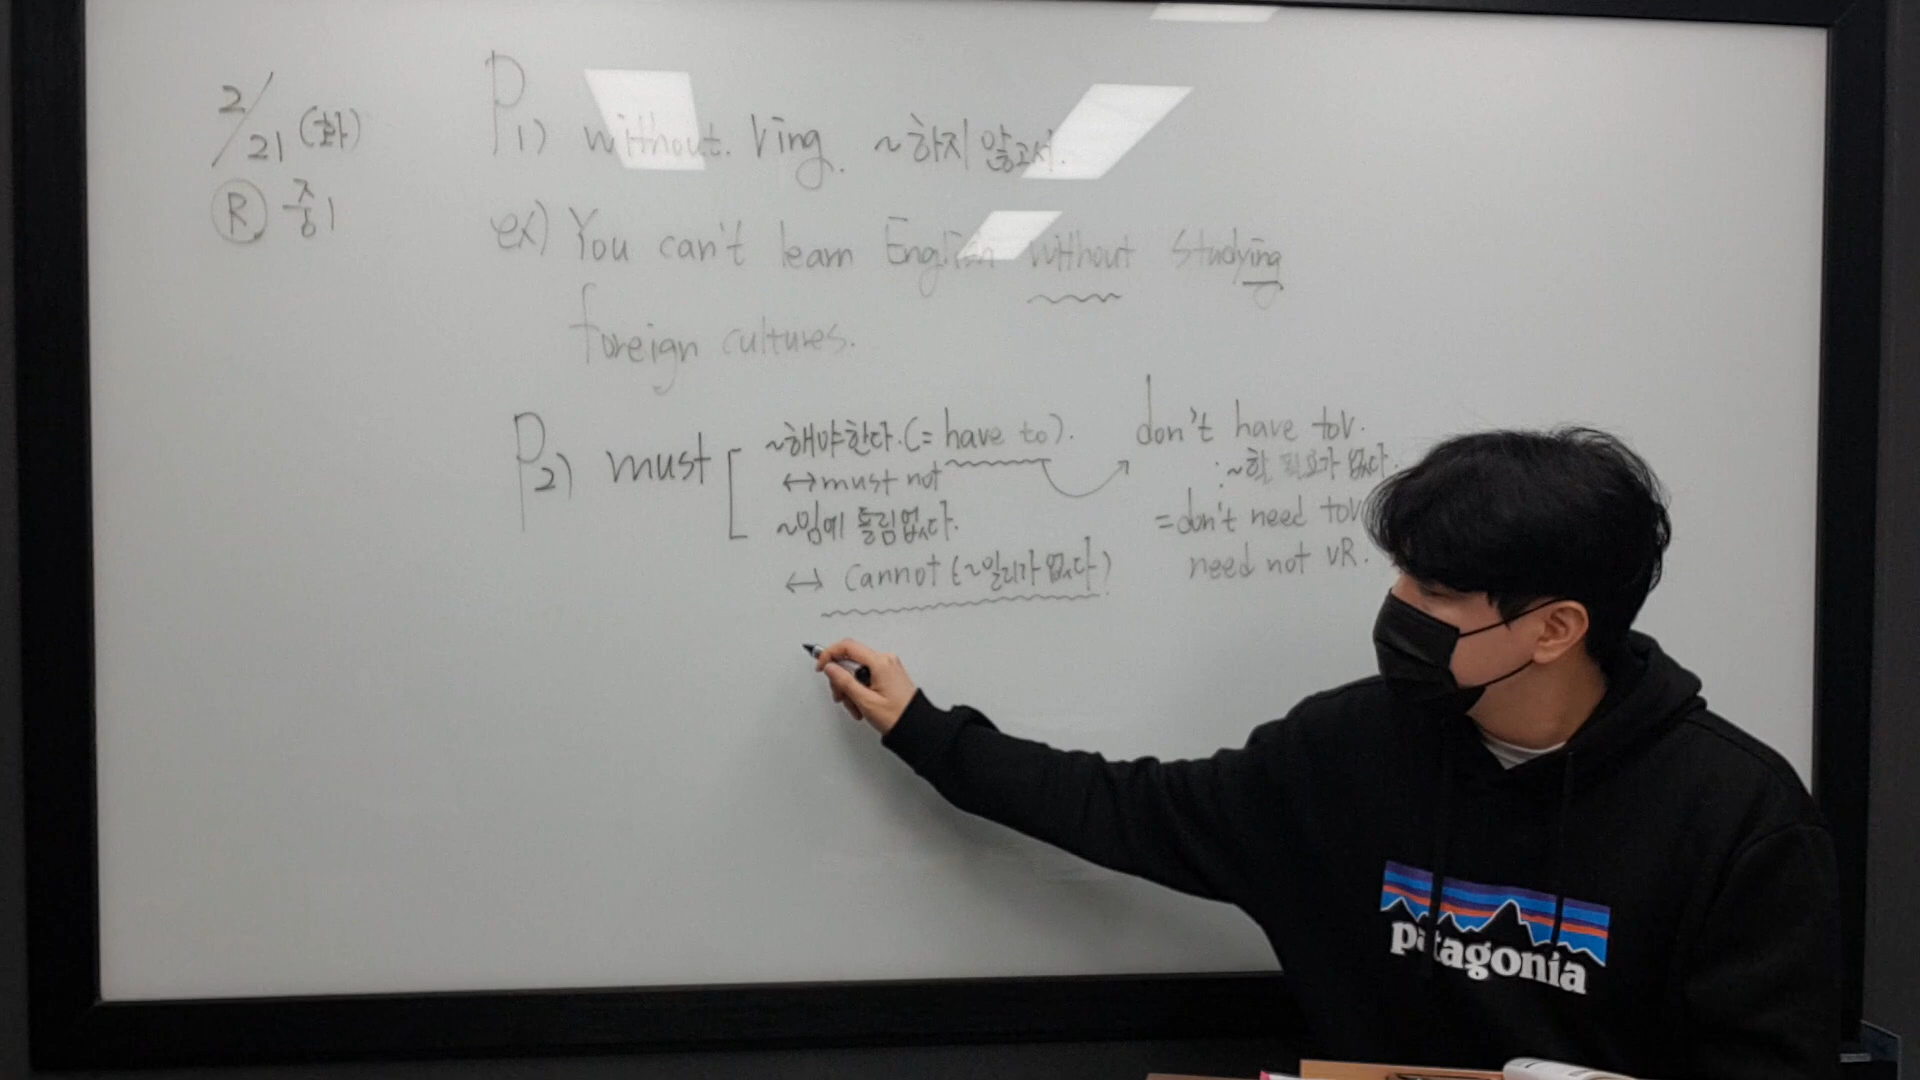 2/21 (화)
Ⓡ 중1
P1) without. Ving. ~하지 않고서.
ex) You can't learn English without studying
foreign cultures.
P2) must
~해야한다.(= have to).
↔ must not
~임에 틀림없다.
↔ cannot (~일리가 없다)
don't have toV.
: ~할 필요가 없다.
= don't need toV
need not VR.
patagonia